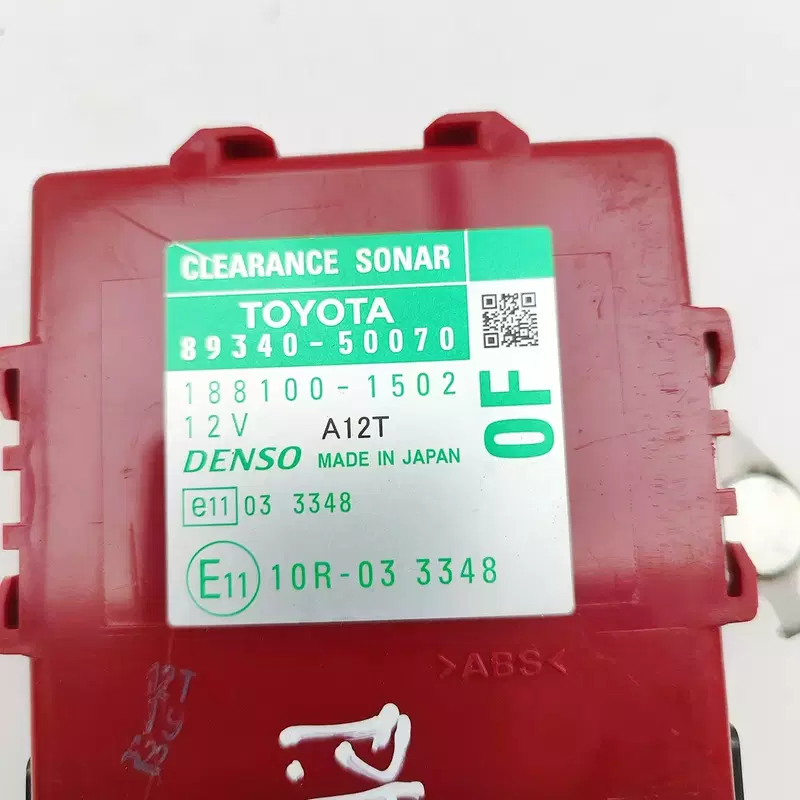 CLEARANCE SONAR
TOYOTA
89340-50070
188100-1502
12V A12T
DENSO MADE IN JAPAN
0F
e11 03 3348
E11 10R-03 3348
>ABS<